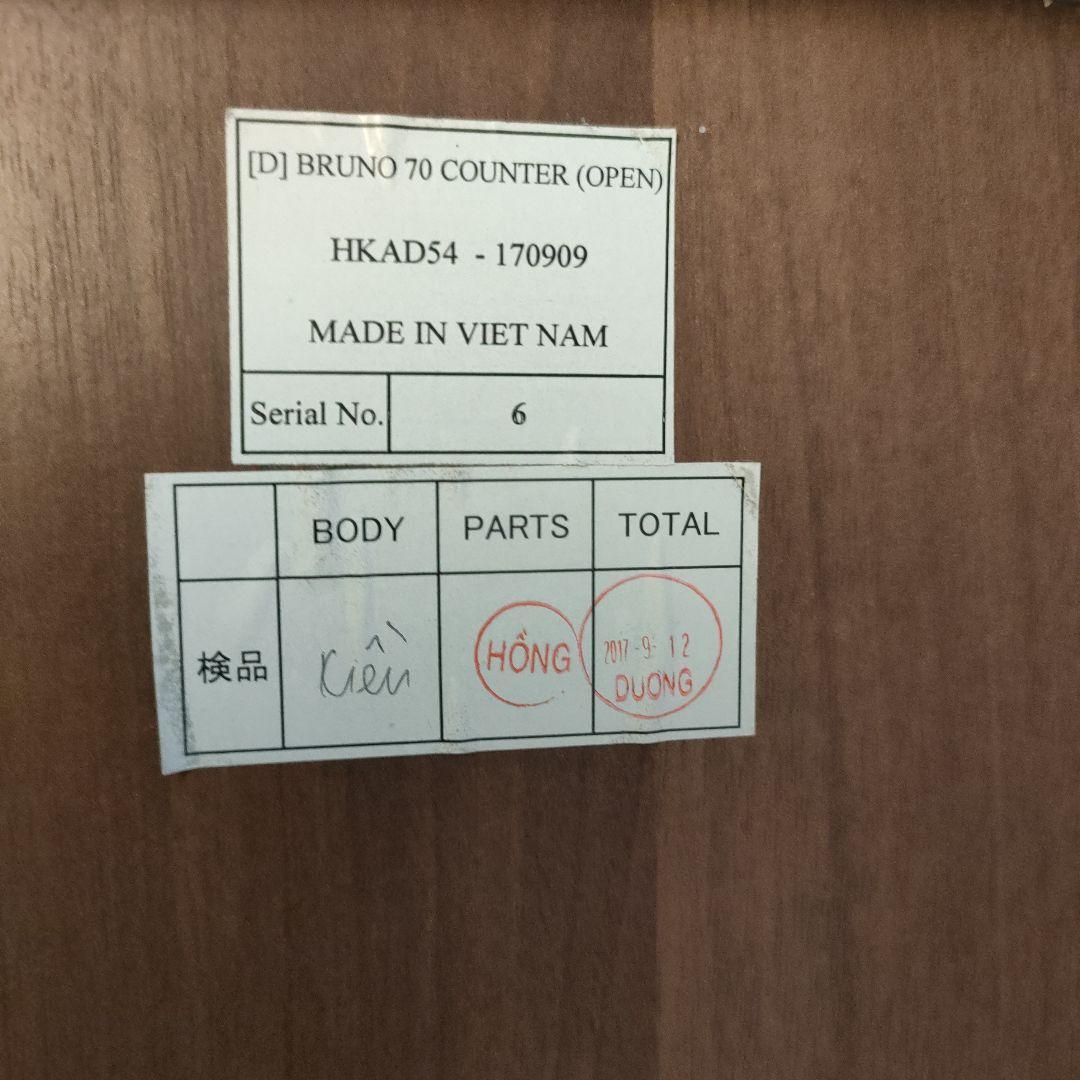 [D] BRUNO 70 COUNTER (OPEN)
HKAD54 - 170909
MADE IN VIET NAM
Serial No. 6
BODY PARTS TOTAL
検品 Kiền HỒNG 2017-9-12
DUONG